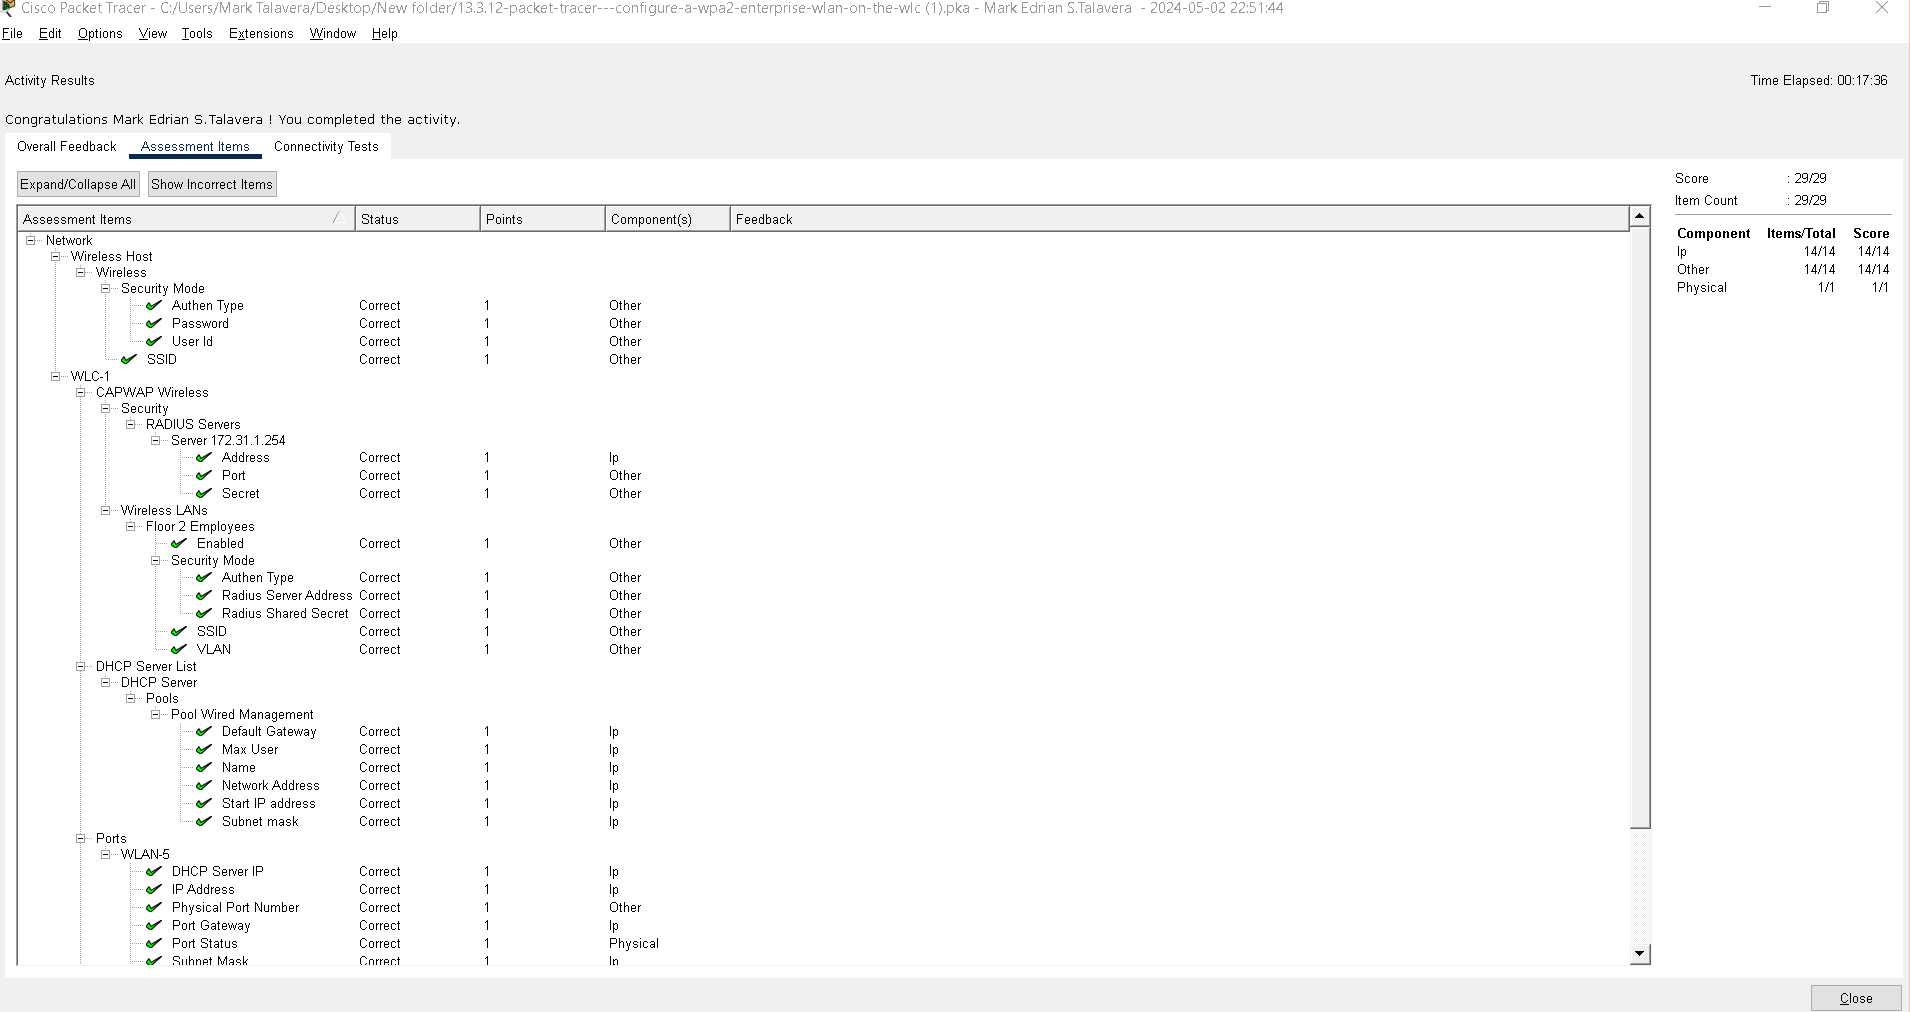 Cisco Packet Tracer - C:/Users/Mark Talavera/Desktop/New folder/13.3.12-packet-tracer---configure-a-wpa2-enterprise-wlan-on-the-wlc (1).pka - Mark Edrian S.Talavera - 2024-05-02 22:51:44
File Edit Options View Tools Extensions Window Help
Activity Results
Time Elapsed: 00:17:36
Congratulations Mark Edrian S.Talavera ! You completed the activity.
Overall Feedback Assessment Items Connectivity Tests
Expand/Collapse All Show Incorrect Items
Assessment Items Status Points Component(s) Feedback
Network
Wireless Host
Wireless
Security Mode
Authen Type Correct 1 Other
Password Correct 1 Other
User Id Correct 1 Other
SSID Correct 1 Other
WLC-1
CAPWAP Wireless
Security
RADIUS Servers
Server 172.31.1.254
Address Correct 1 Ip
Port Correct 1 Other
Secret Correct 1 Other
Wireless LANs
Floor 2 Employees
Enabled Correct 1 Other
Security Mode
Authen Type Correct 1 Other
Radius Server Address Correct 1 Other
Radius Shared Secret Correct 1 Other
SSID Correct 1 Other
VLAN Correct 1 Other
DHCP Server List
DHCP Server
Pools
Pool Wired Management
Default Gateway Correct 1 Ip
Max User Correct 1 Ip
Name Correct 1 Ip
Network Address Correct 1 Ip
Start IP address Correct 1 Ip
Subnet mask Correct 1 Ip
Ports
WLAN-5
DHCP Server IP Correct 1 Ip
IP Address Correct 1 Ip
Physical Port Number Correct 1 Other
Port Gateway Correct 1 Ip
Port Status Correct 1 Physical
Subnet Mask Correct 1 Ip
Score : 29/29
Item Count : 29/29
Component Items/Total Score
Ip 14/14 14/14
Other 14/14 14/14
Physical 1/1 1/1
Close